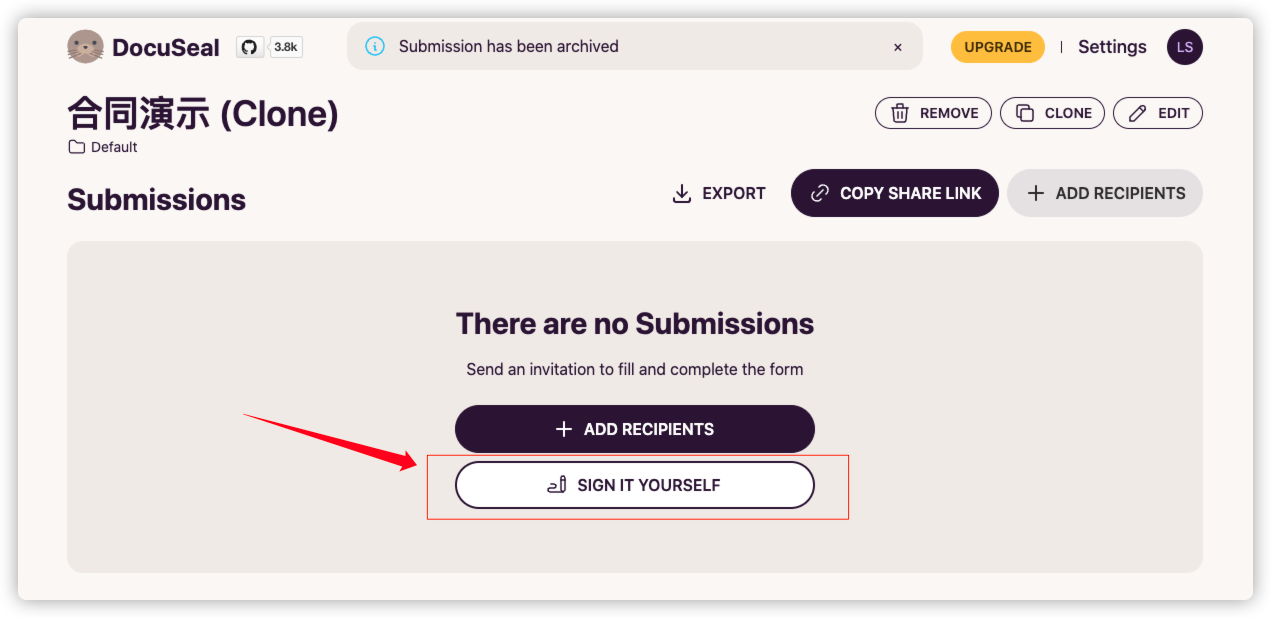 DocuSeal
3.8k
Submission has been archived
×
UPGRADE
|
Settings
LS
合同演示 (Clone)
REMOVE
CLONE
EDIT
Default
Submissions
EXPORT
COPY SHARE LINK
ADD RECIPIENTS
There are no Submissions
Send an invitation to fill and complete the form
ADD RECIPIENTS
SIGN IT YOURSELF